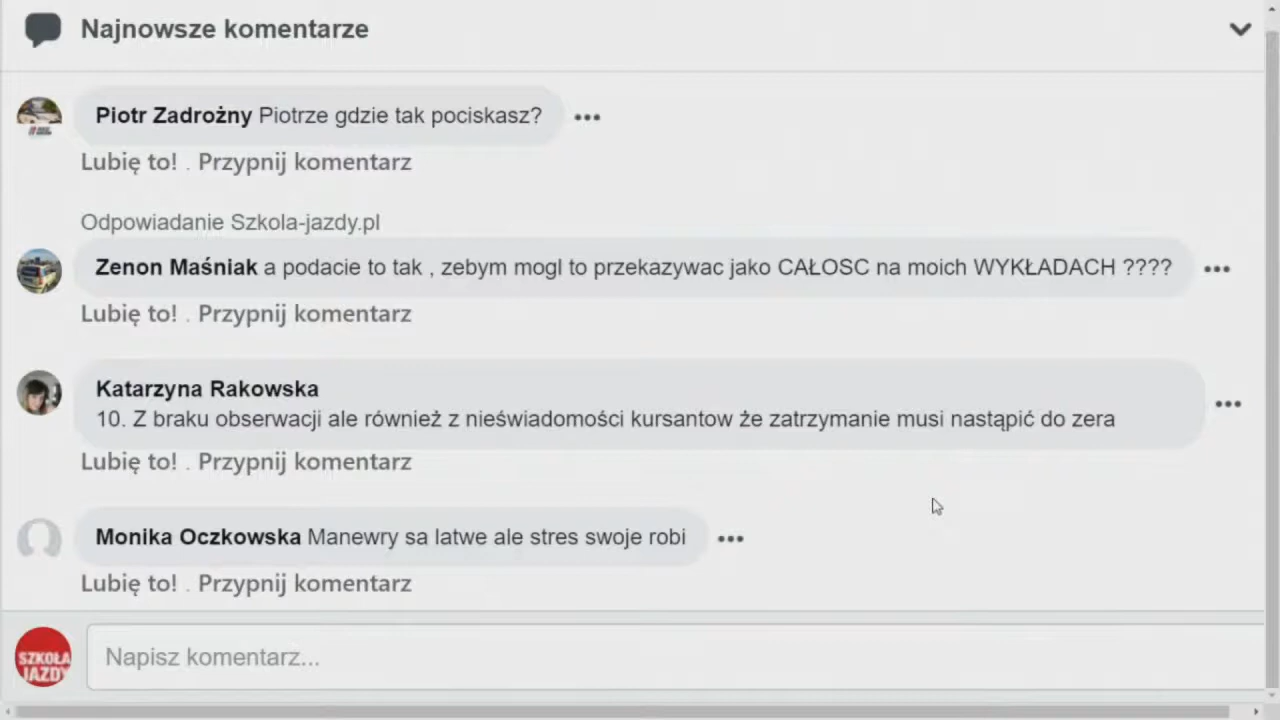 Najnowsze komentarze
Piotr Zadrożny Piotrze gdzie tak pociskasz?
Lubię to! . Przypnij komentarz
Odpowiadanie Szkola-jazdy.pl
Zenon Maśniak a podacie to tak , zebym mogl to przekazywac jako CAŁOSC na moich WYKŁADACH ????
Lubię to! . Przypnij komentarz
Katarzyna Rakowska
10. Z braku obserwacji ale również z nieświadomości kursantow że zatrzymanie musi nastąpić do zera
Lubię to! . Przypnij komentarz
Monika Oczkowska Manewry sa latwe ale stres swoje robi
Lubię to! . Przypnij komentarz
SZKOŁA
JAZDY
Napisz komentarz...